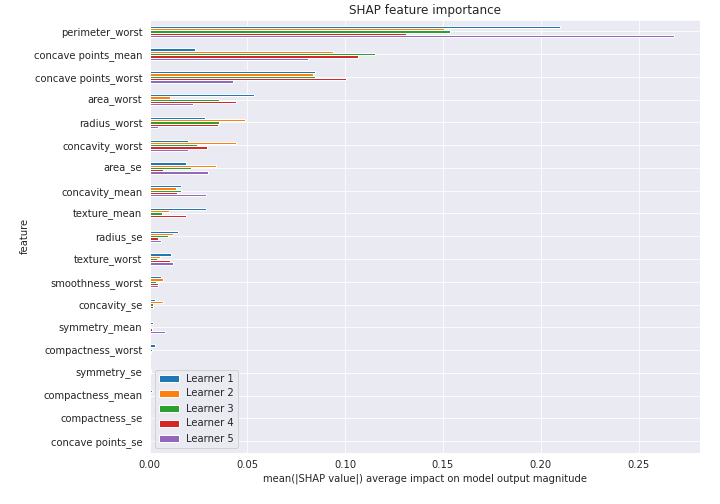 SHAP feature importance
perimeter_worst
concave points_mean
concave points_worst
area_worst
radius_worst
concavity_worst
area_se
concavity_mean
texture_mean
radius_se
texture_worst
smoothness_worst
concavity_se
symmetry_mean
compactness_worst
symmetry_se
compactness_mean
compactness_se
concave points_se
feature
Learner 1
Learner 2
Learner 3
Learner 4
Learner 5
0.00 0.05 0.10 0.15 0.20 0.25
mean(|SHAP value|) average impact on model output magnitude